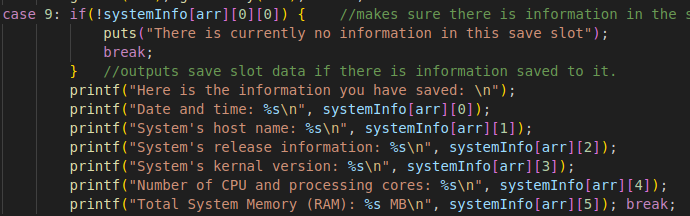 case 9: if(!systemInfo[arr][0][0]) {    //makes sure there is information in the s
puts("There is currently no information in this save slot");
break;
}    //outputs save slot data if there is information saved to it.
printf("Here is the information you have saved: \n");
printf("Date and time: %s\n", systemInfo[arr][0]);
printf("System's host name: %s\n", systemInfo[arr][1]);
printf("System's release information: %s\n", systemInfo[arr][2]);
printf("System's kernal version: %s\n", systemInfo[arr][3]);
printf("Number of CPU and processing cores: %s\n", systemInfo[arr][4]);
printf("Total System Memory (RAM): %s MB\n", systemInfo[arr][5]); break;